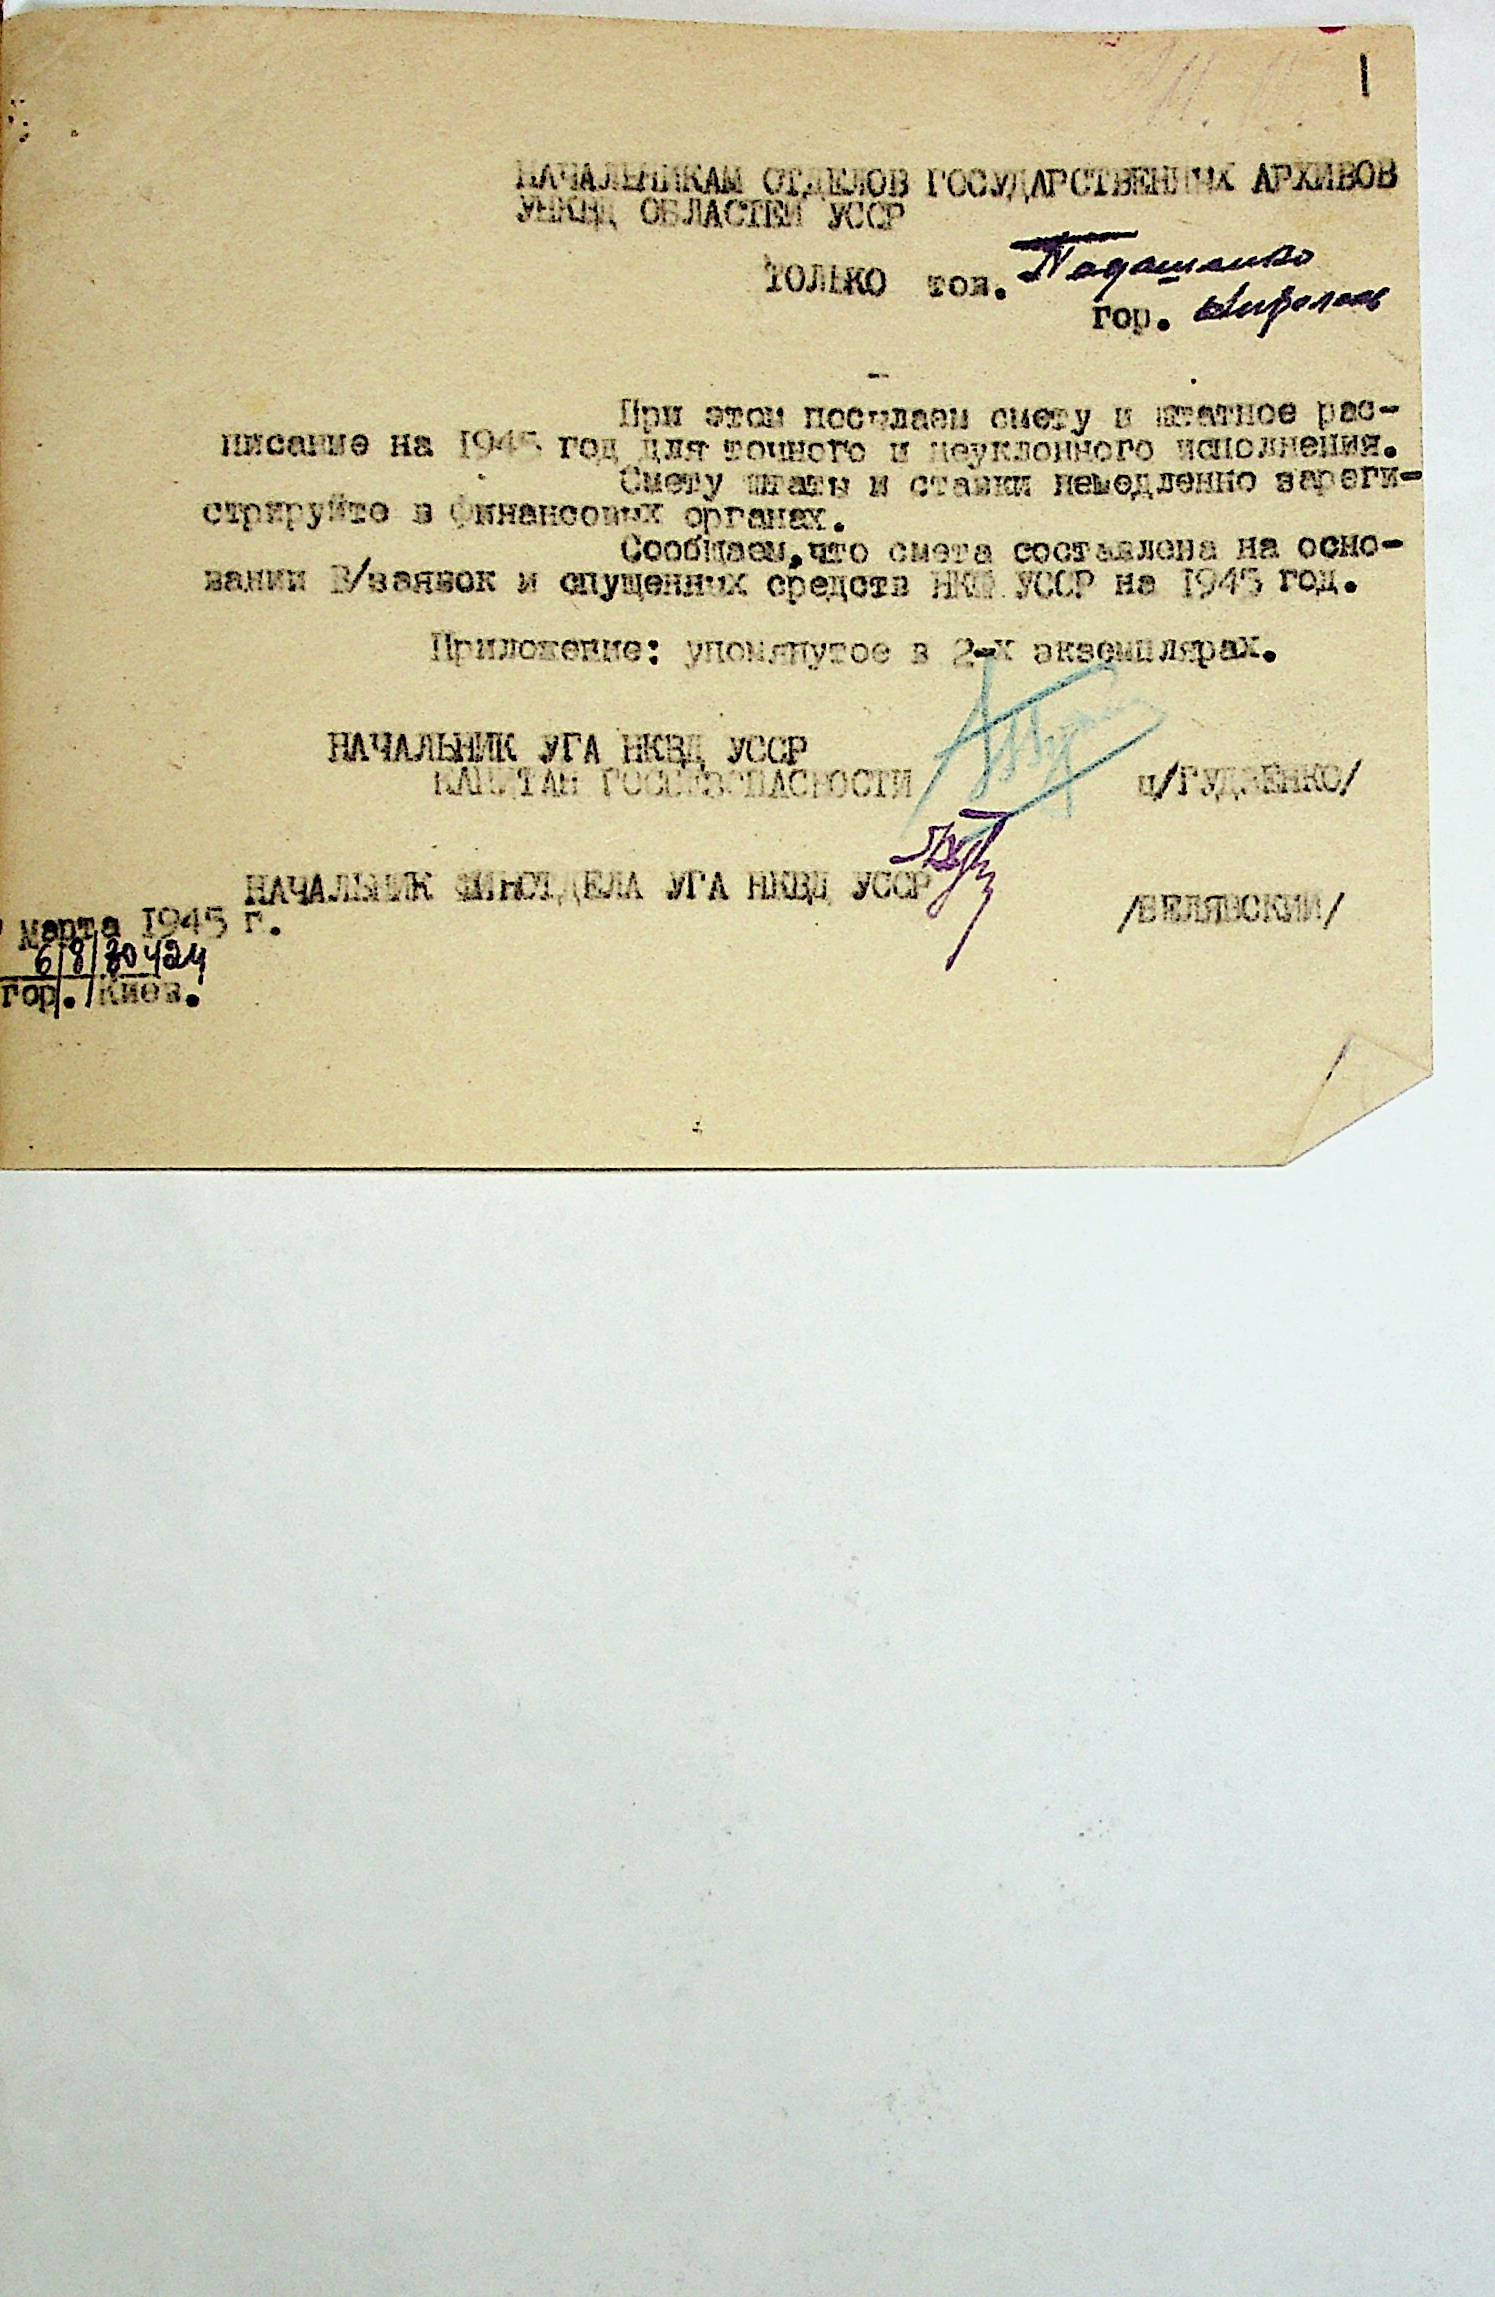 1
НАЧАЛЬНИКАМ ОТДЕЛОВ ГОСУДАРСТВЕННЫХ АРХИВОВ
УНКВД ОБЛАСТЕЙ УССР
ТОЛЬКО тов.
гор.
При этом посылаем смету и штатное рас-
писание на 1945 год для точного и неуклонного исполнения.
Смету штаты и ставки немедленно зареги-
стрируйте в финансовых органах.
Сообщаем,что смета составлена на осно-
вании В/заявок и спущенных средств НКФ УССР на 1945 год.
Приложение: упомянутое в 2-х экземплярах.
НАЧАЛЬНИК УГА НКВД УССР
КАПИТАН ГОСБЕЗОПАСНОСТИ п/ГУДЗЕНКО/
НАЧАЛЬНИК ФИНОТДЕЛА УГА НКВД УССР
/БЕЛЯВСКИЙ/
марта 1945 г.
6/8/
гор. Киев.